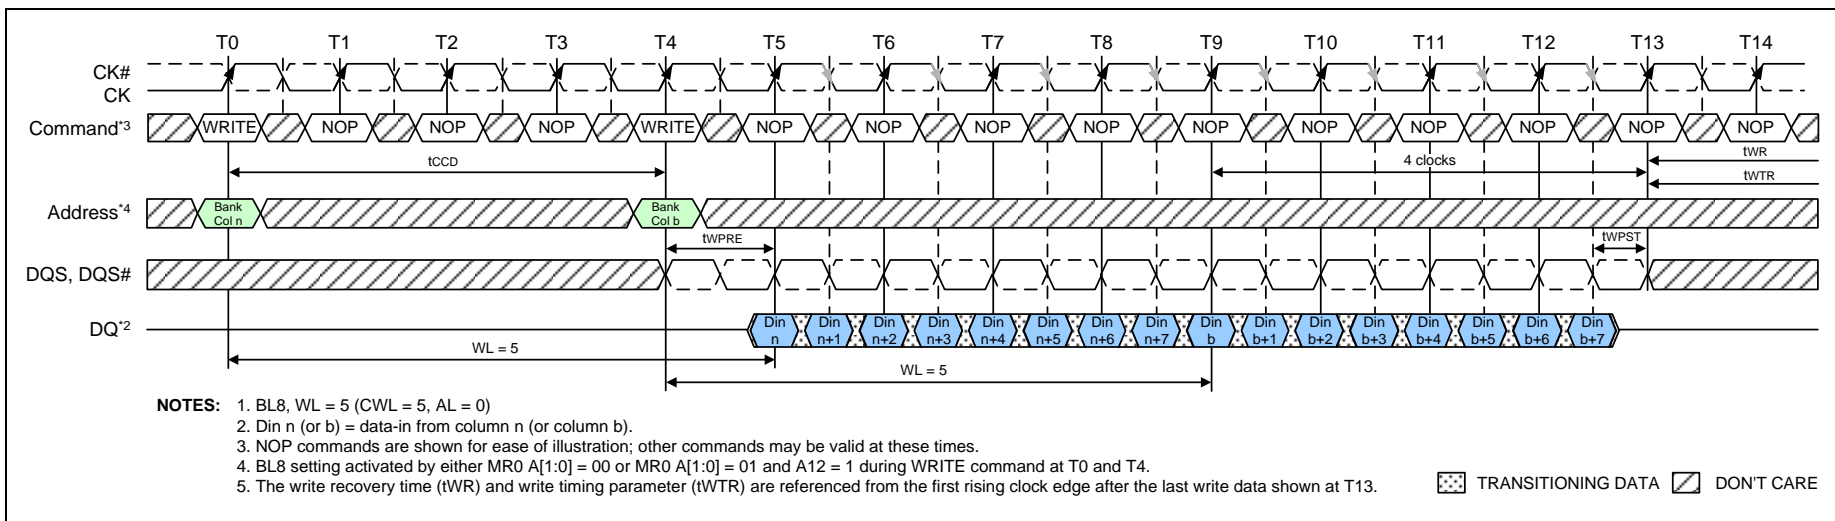 T0 T1 T2 T3 T4 T5 T6 T7 T8 T9 T10 T11 T12 T13 T14
CK#
CK
Command*3 WRITE NOP NOP NOP WRITE NOP NOP NOP NOP NOP NOP NOP NOP NOP NOP
tCCD 4 clocks tWR
tWTR
Address*4 Bank Col n Bank Col b
tWPRE tWPST
DQS, DQS#
DQ*2 Din n Din n+1 Din n+2 Din n+3 Din n+4 Din n+5 Din n+6 Din n+7 Din b Din b+1 Din b+2 Din b+3 Din b+4 Din b+5 Din b+6 Din b+7
WL = 5
WL = 5
NOTES: 1. BL8, WL = 5 (CWL = 5, AL = 0)
2. Din n (or b) = data-in from column n (or column b).
3. NOP commands are shown for ease of illustration; other commands may be valid at these times.
4. BL8 setting activated by either MR0 A[1:0] = 00 or MR0 A[1:0] = 01 and A12 = 1 during WRITE command at T0 and T4.
5. The write recovery time (tWR) and write timing parameter (tWTR) are referenced from the first rising clock edge after the last write data shown at T13.
TRANSITIONING DATA DON'T CARE